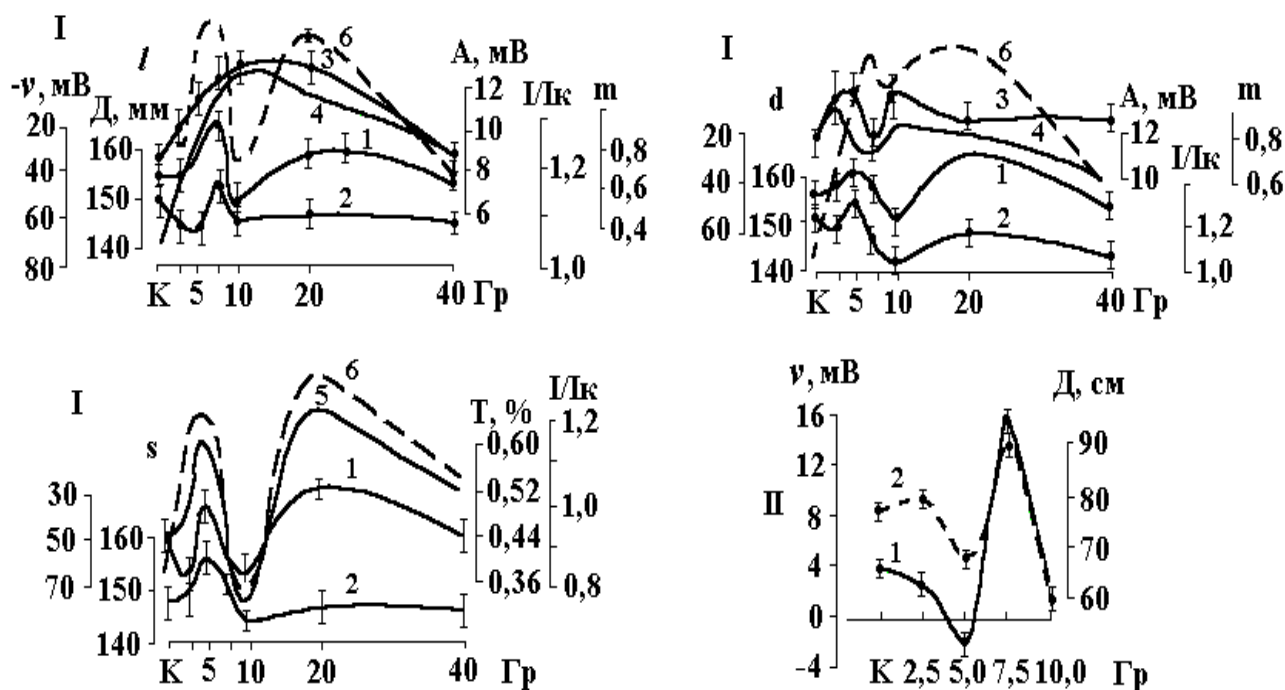 I
l
-v, мВ
Д, мм
А, мВ
I/Iк
m
20
40
60
80
160
150
140
12
10
8
6
1,2
1,0
0,8
0,6
0,4
6
3
4
1
2
К 5 10 20 40 Гр
I
d
А, мВ
I/Iк
m
20
40
60
160
150
140
12
10
1,2
1,0
0,8
0,6
6
3
4
1
2
К 5 10 20 40 Гр
I
s
Т, %
I/Iк
30
50
70
160
150
140
0,60
0,52
0,44
0,36
1,2
1,0
0,8
6
5
1
2
К 5 10 20 40 Гр
v, мВ
Д, см
II
16
12
8
4
0
-4
90
80
70
60
2
1
К 2,5 5,0 7,5 10,0 Гр